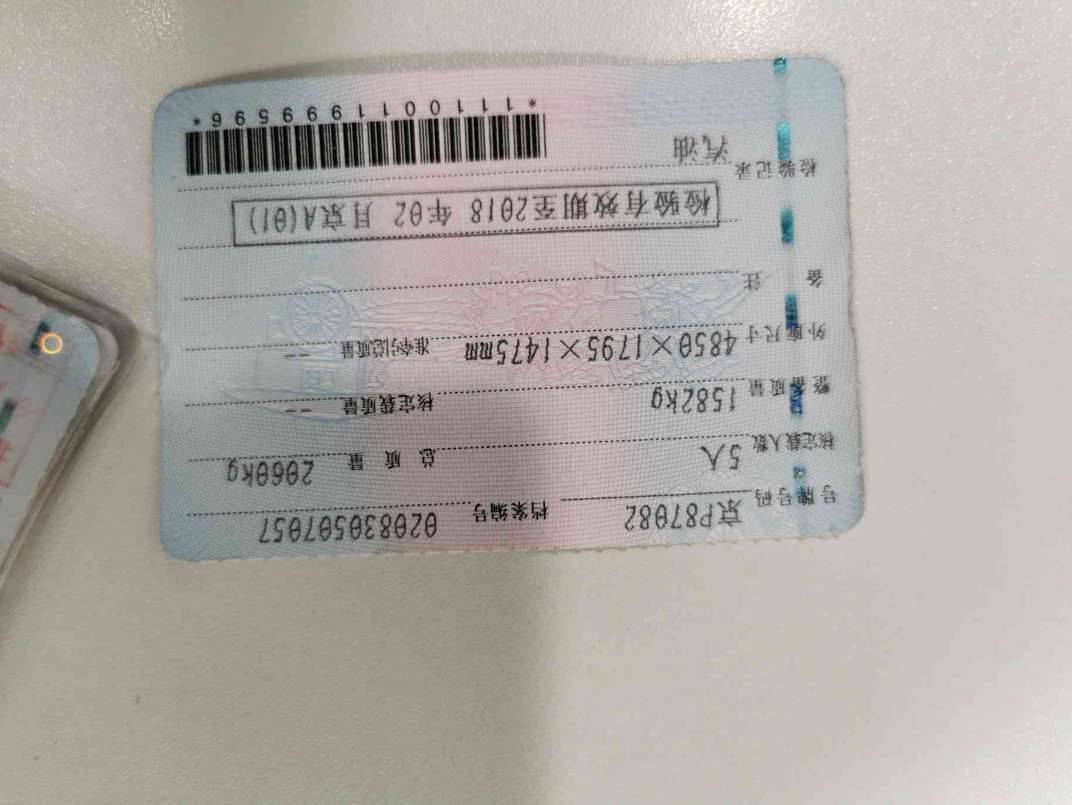 号牌号码 京P87082 档案编号 020830507057
核定载人数 5人 总质量 2060kg
整备质量 1582kg 核定载质量 --
外廓尺寸 4850×1795×1475mm 准牵引总质量 --
备注
检验有效期至2018年02月京A(01)
检验记录
汽油
*1110011999596*